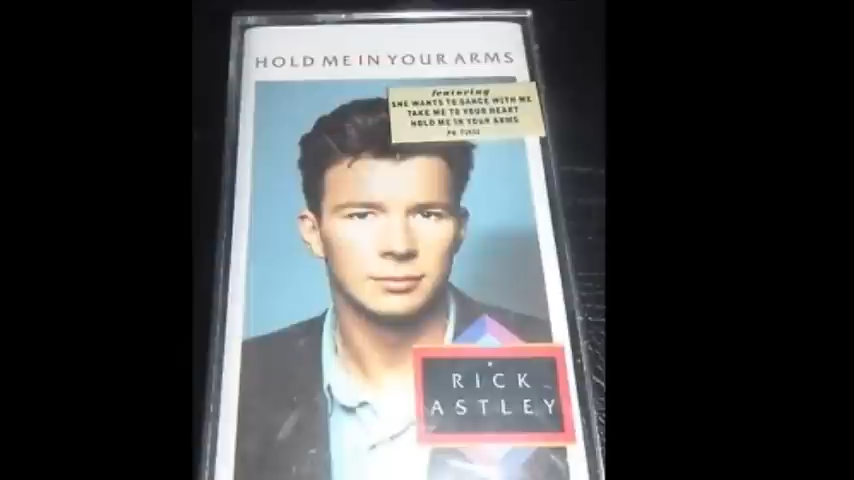 HOLD ME IN YOUR ARMS
featuring
SHE WANTS TO DANCE WITH ME
TAKE ME TO YOUR HEART
HOLD ME IN YOUR ARMS
RICK
ASTLEY